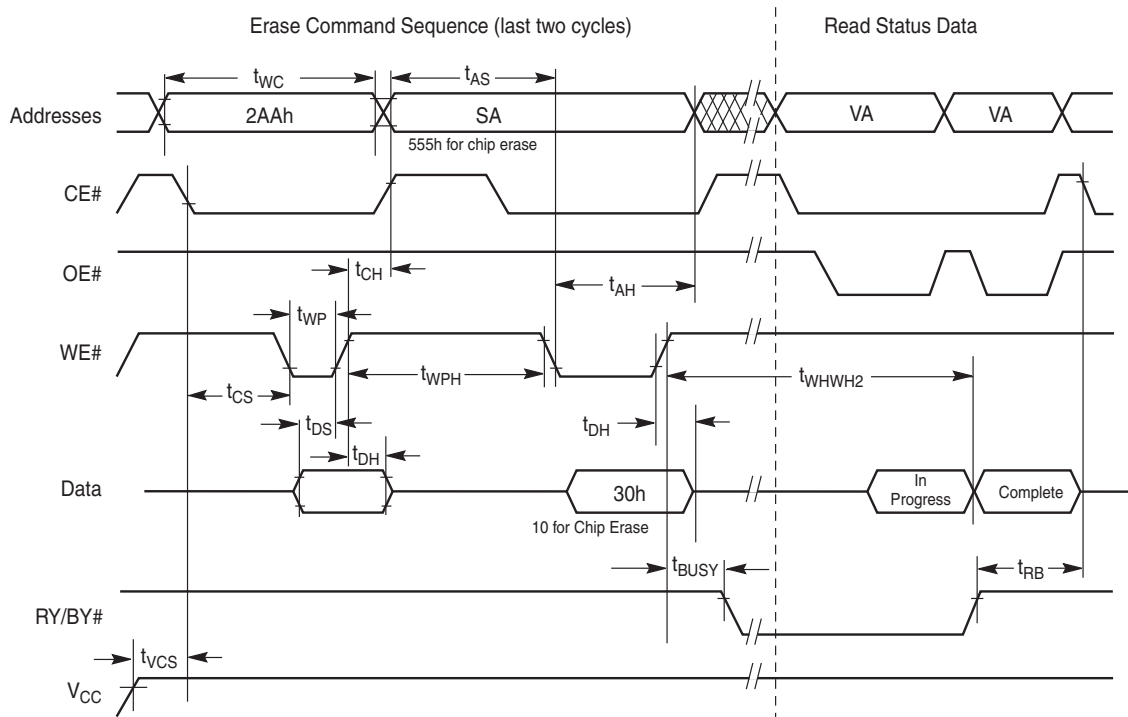 Erase Command Sequence (last two cycles) Read Status Data
tWC tAS
Addresses 2AAh SA VA VA
555h for chip erase
CE#
OE# tCH
tAH
tWP
WE#
tWPH tWHWH2
tCS
tDS tDH
tDH
Data 30h In Progress Complete
10 for Chip Erase
tBUSY tRB
RY/BY#
tVCS
VCC